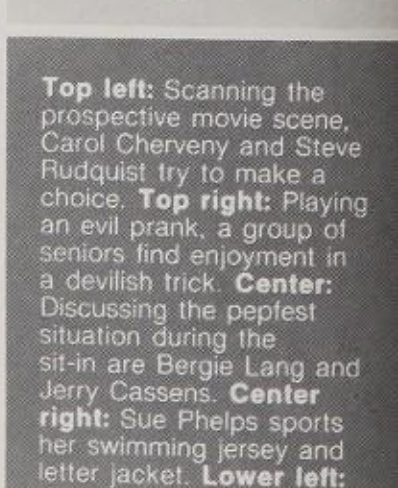 Top left: Scanning the
prospective movie scene,
Carol Cherveny and Steve
Rudquist try to make a
choice. Top right: Playing
an evil prank, a group of
seniors find enjoyment in
a devilish trick. Center:
Discussing the pepfest
situation during the
sit-in are Bergie Lang and
Jerry Cassens. Center
right: Sue Phelps sports
her swimming jersey and
letter jacket. Lower left: